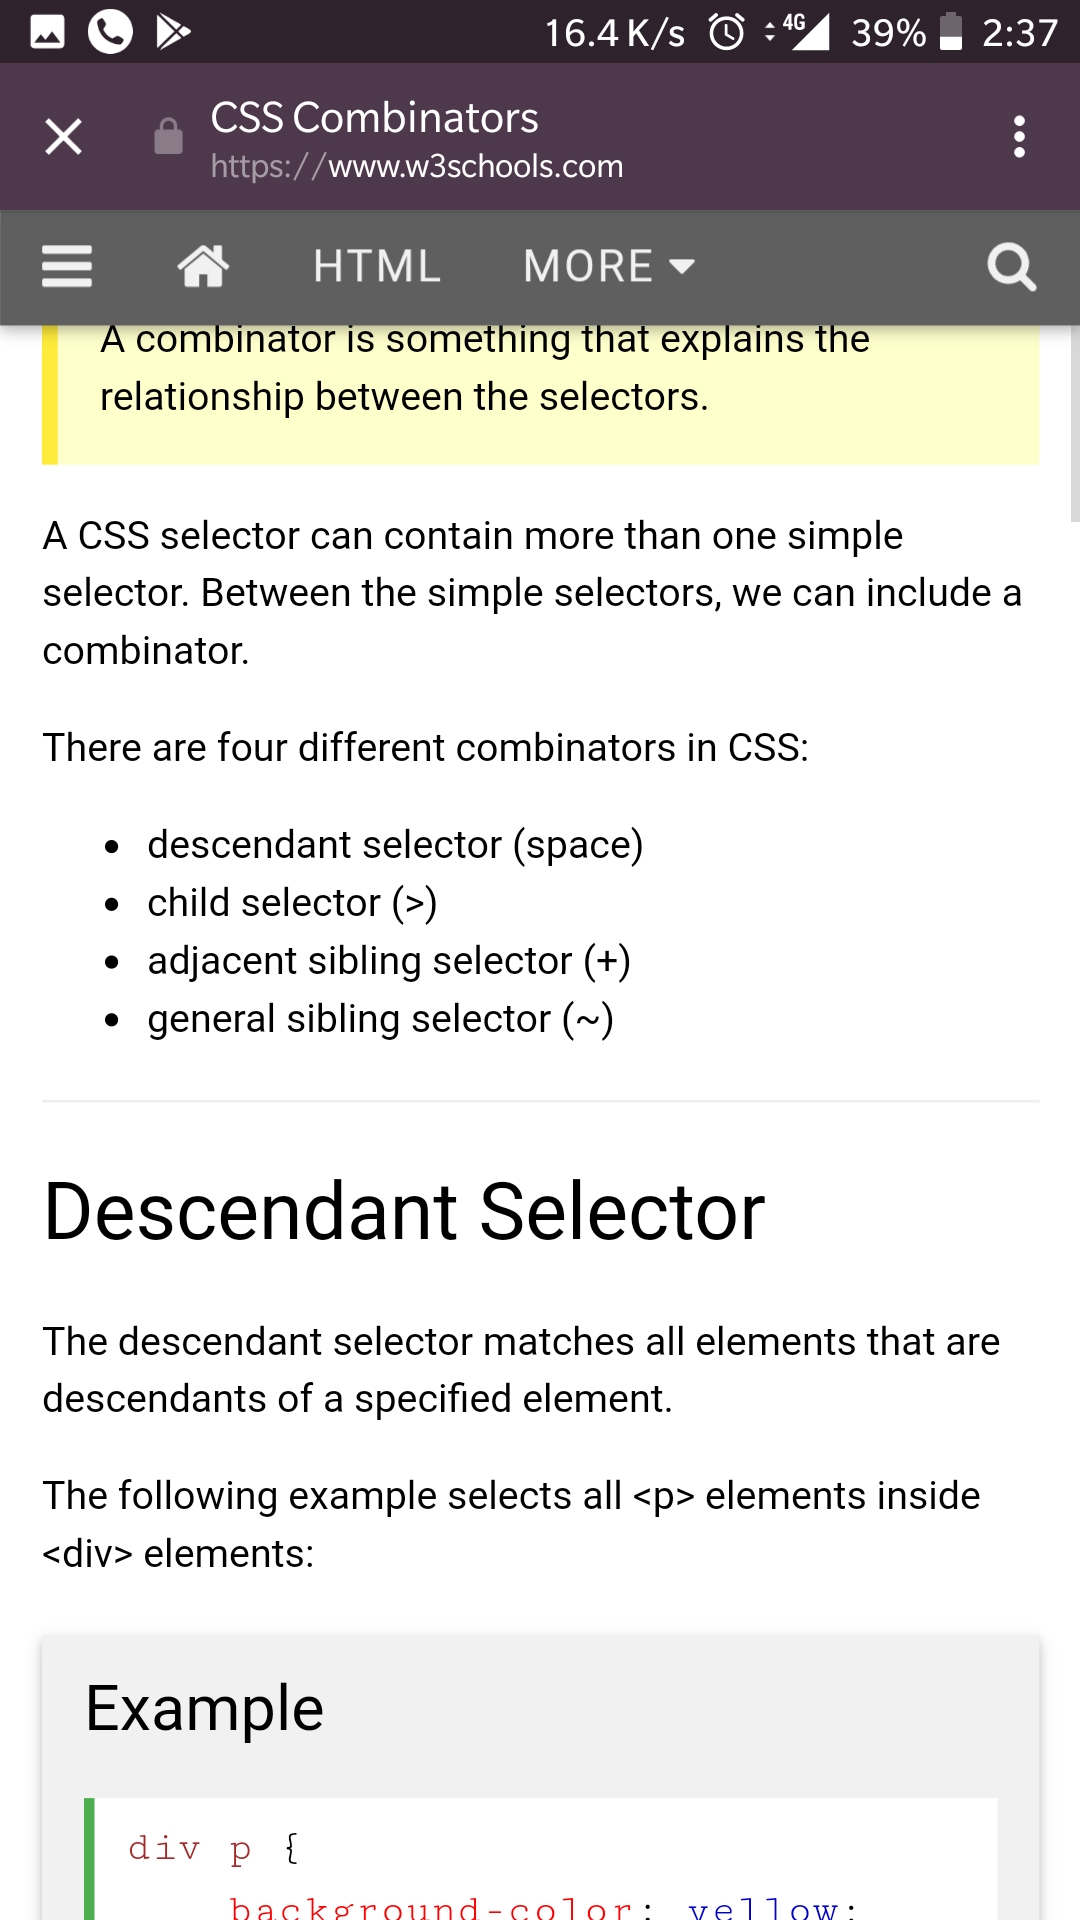 16.4 K/s 4G 39% 2:37
CSS Combinators
https://www.w3schools.com
HTML MORE
A combinator is something that explains the
relationship between the selectors.
A CSS selector can contain more than one simple
selector. Between the simple selectors, we can include a
combinator.
There are four different combinators in CSS:
• descendant selector (space)
• child selector (>)
• adjacent sibling selector (+)
• general sibling selector (~)
Descendant Selector
The descendant selector matches all elements that are
descendants of a specified element.
The following example selects all <p> elements inside
<div> elements:
Example
div p {
background-color: yellow;